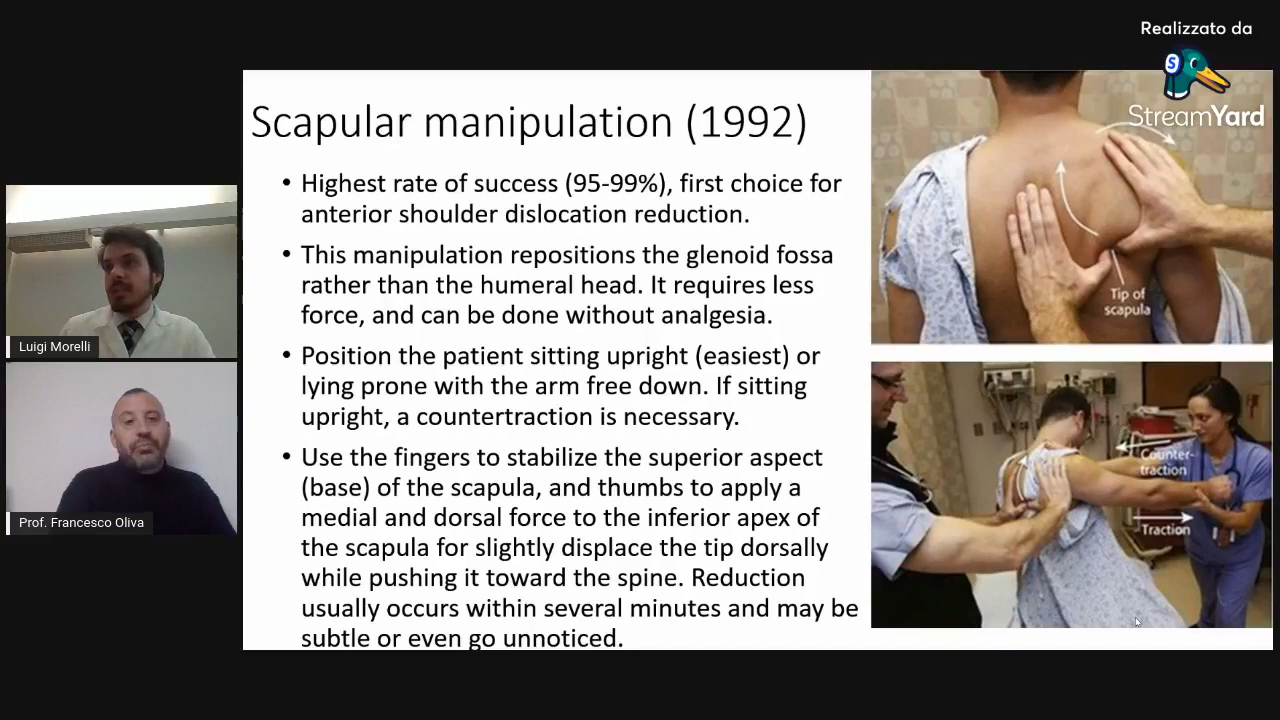 Realizzato da
StreamYard
Scapular manipulation (1992)
• Highest rate of success (95-99%), first choice for
anterior shoulder dislocation reduction.
• This manipulation repositions the glenoid fossa
rather than the humeral head. It requires less
force, and can be done without analgesia.
• Position the patient sitting upright (easiest) or
lying prone with the arm free down. If sitting
upright, a countertraction is necessary.
• Use the fingers to stabilize the superior aspect
(base) of the scapula, and thumbs to apply a
medial and dorsal force to the inferior apex of
the scapula for slightly displace the tip dorsally
while pushing it toward the spine. Reduction
usually occurs within several minutes and may be
subtle or even go unnoticed.
Tip of
scapula
Counter-
traction
Traction
Luigi Morelli
Prof. Francesco Oliva